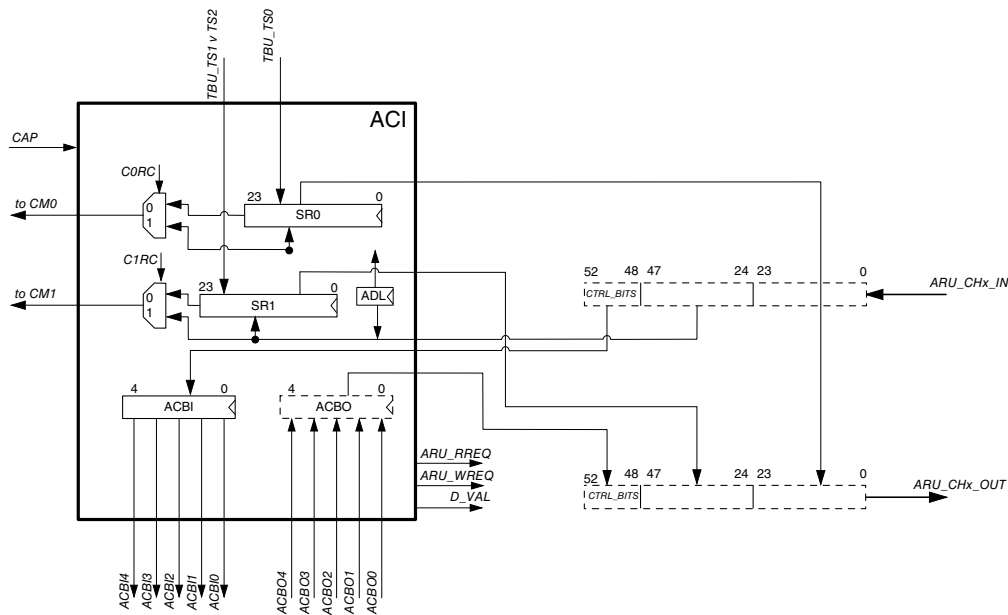 TBU_TS1 v TS2
TBU_TS0
ACI
CAP
C0RC
23 0
SR0
to CM0
0
1
C1RC
23 0
SR1
ADL
to CM1
0
1
52 48 47 24 23 0
CTRL_BITS
ARU_CHx_IN
4 0
ACBI
4 0
ACBO
ARU_RREQ
ARU_WREQ
D_VAL
52 48 47 24 23 0
CTRL_BITS
ARU_CHx_OUT
ACBI4
ACBI3
ACBI2
ACBI1
ACBI0
ACBO4
ACBO3
ACBO2
ACBO1
ACBO0